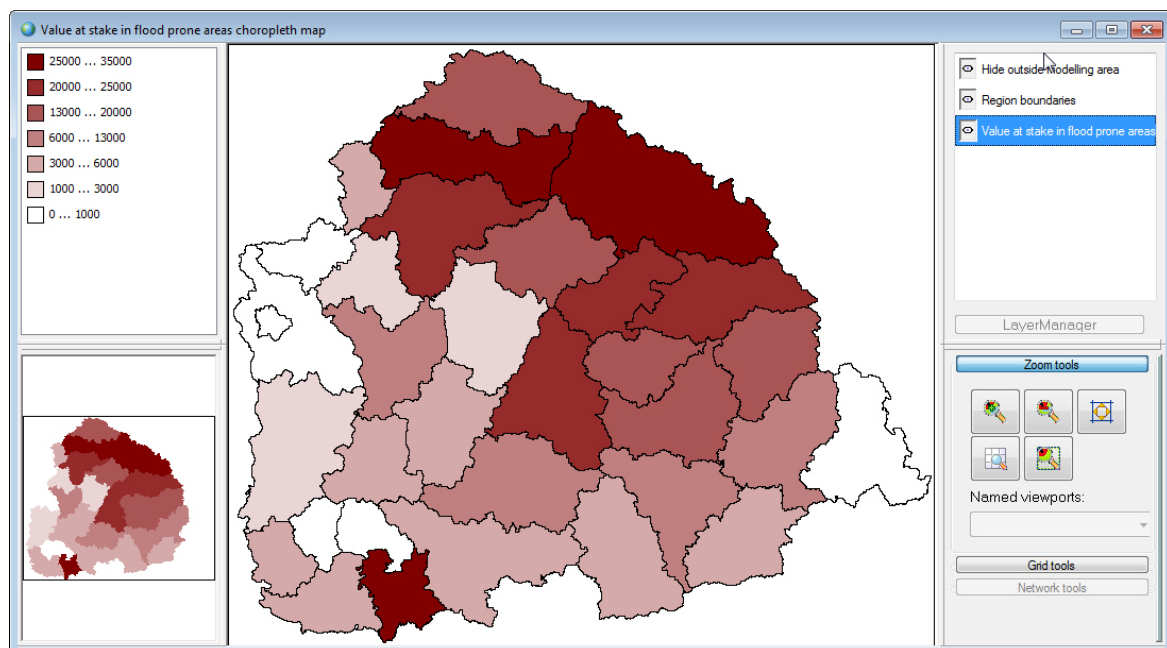 Value at stake in flood prone areas choropleth map
25000 ... 35000
20000 ... 25000
13000 ... 20000
6000 ... 13000
3000 ... 6000
1000 ... 3000
0 ... 1000
Hide outside Modelling area
Region boundaries
Value at stake in flood prone areas
LayerManager
Zoom tools
Named viewports:
Grid tools
Network tools